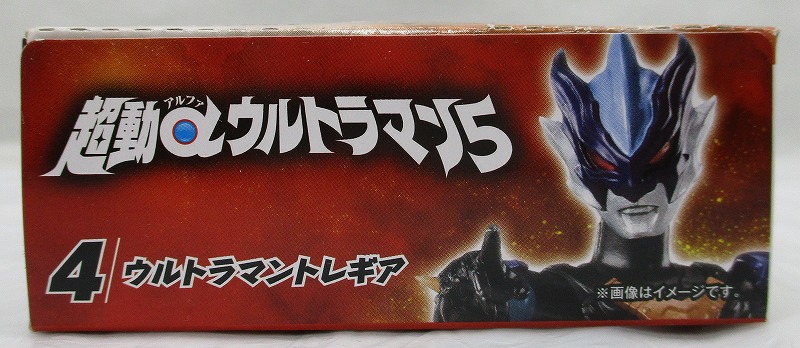 アルファ
超動αウルトラマン5
4 ウルトラマントレギア
※画像はイメージです。